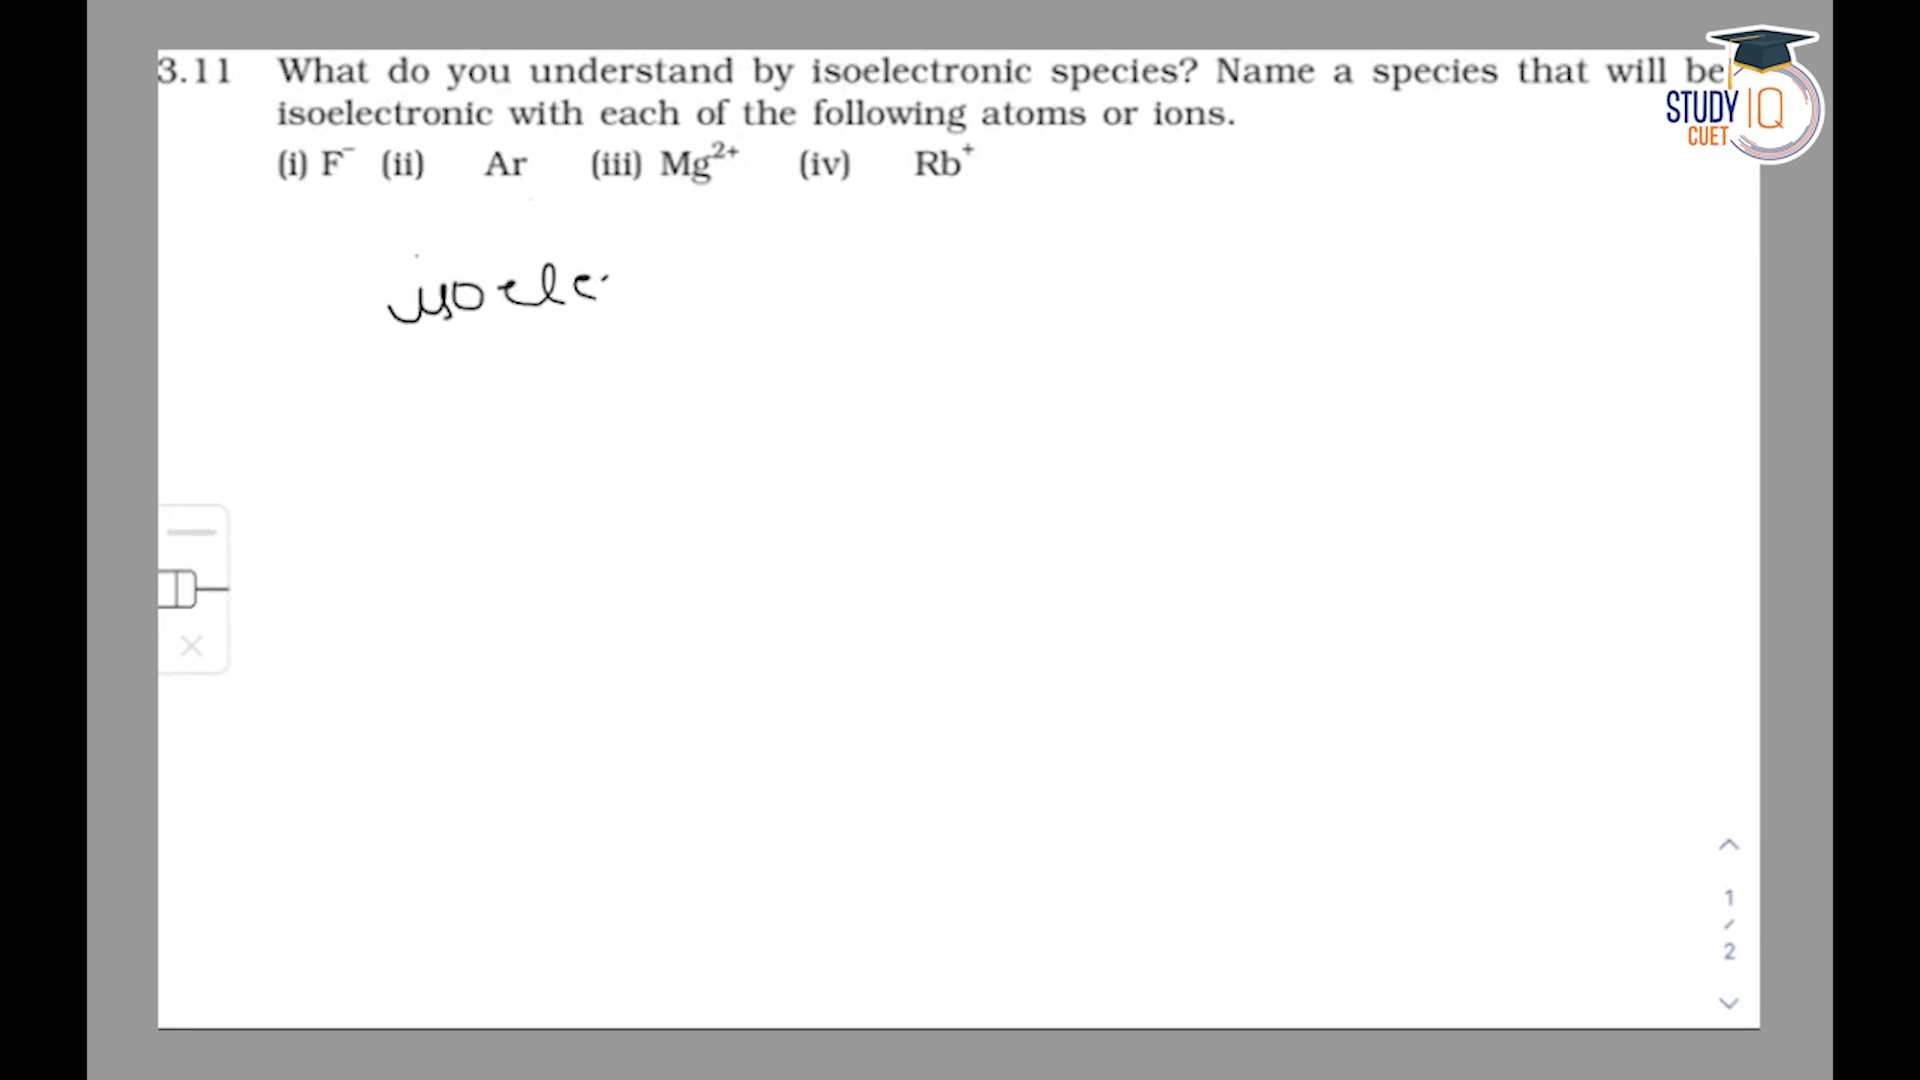 3.11 What do you understand by isoelectronic species? Name a species that will be
isoelectronic with each of the following atoms or ions.
(i) F⁻ (ii) Ar (iii) Mg²⁺ (iv) Rb⁺
STUDY IQ
CUET
isoelec
1
/
2